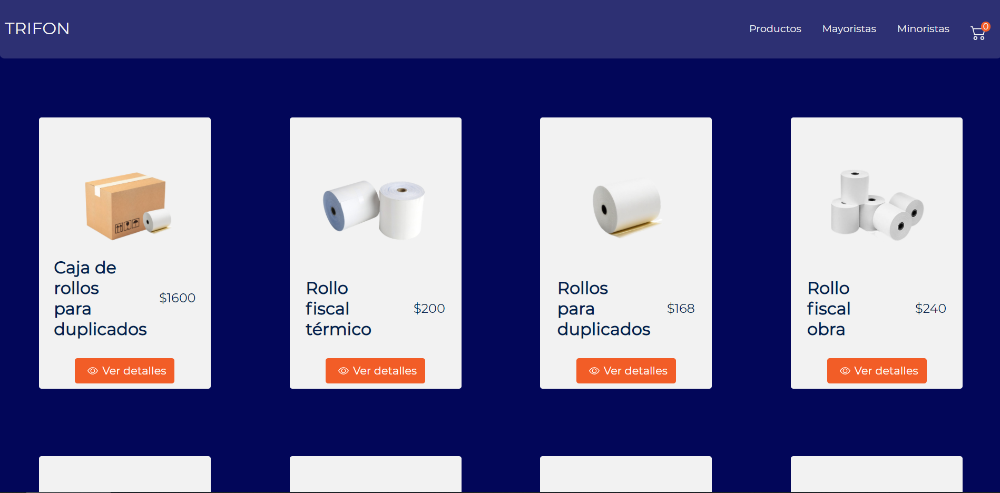 TRIFON
Productos
Mayoristas
Minoristas
0
Caja de
rollos
para
duplicados
$1600
Ver detalles
Rollo
fiscal
térmico
$200
Ver detalles
Rollos
para
duplicados
$168
Ver detalles
Rollo
fiscal
obra
$240
Ver detalles